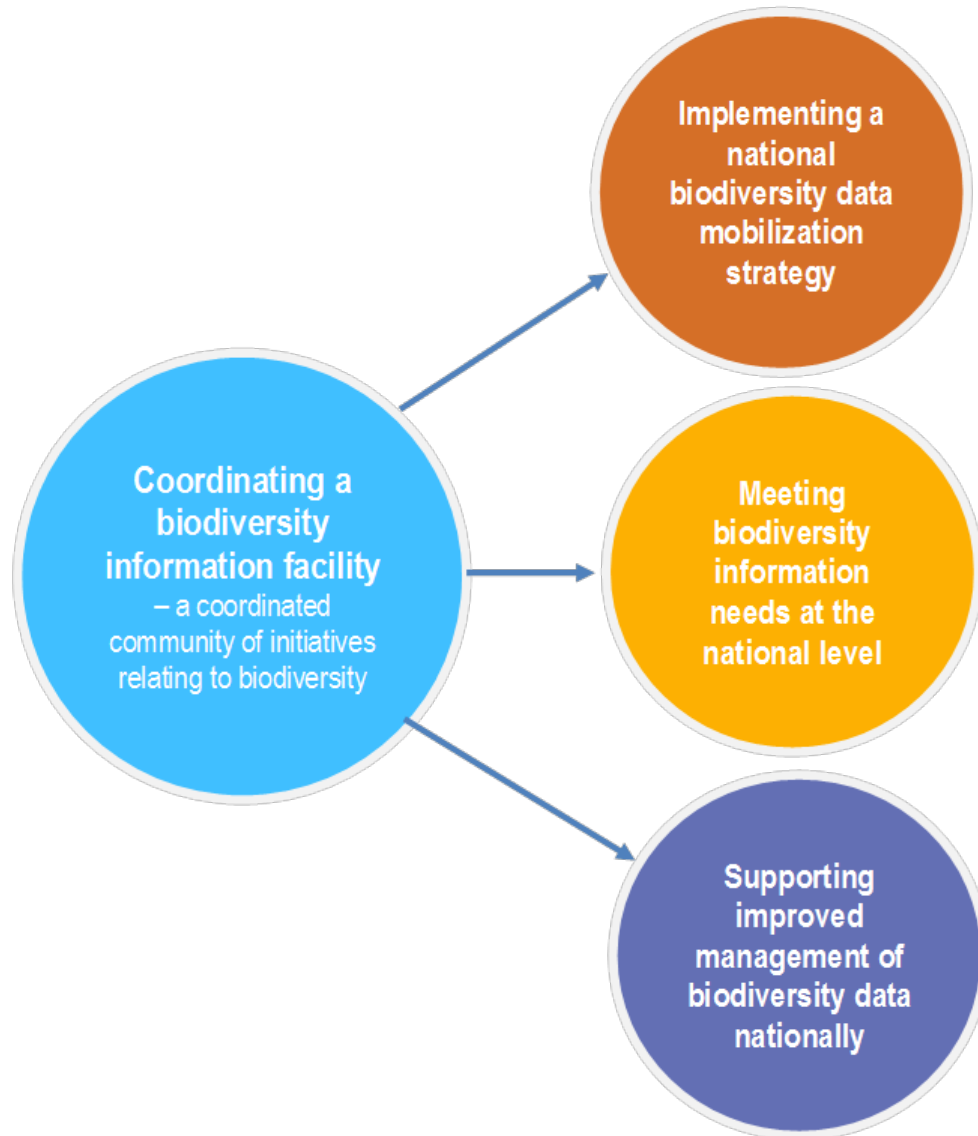 Implementing a
national
biodiversity data
mobilization
strategy
Coordinating a
biodiversity
information facility
– a coordinated
community of initiatives
relating to biodiversity
Meeting
biodiversity
information
needs at the
national level
Supporting
improved
management of
biodiversity data
nationally